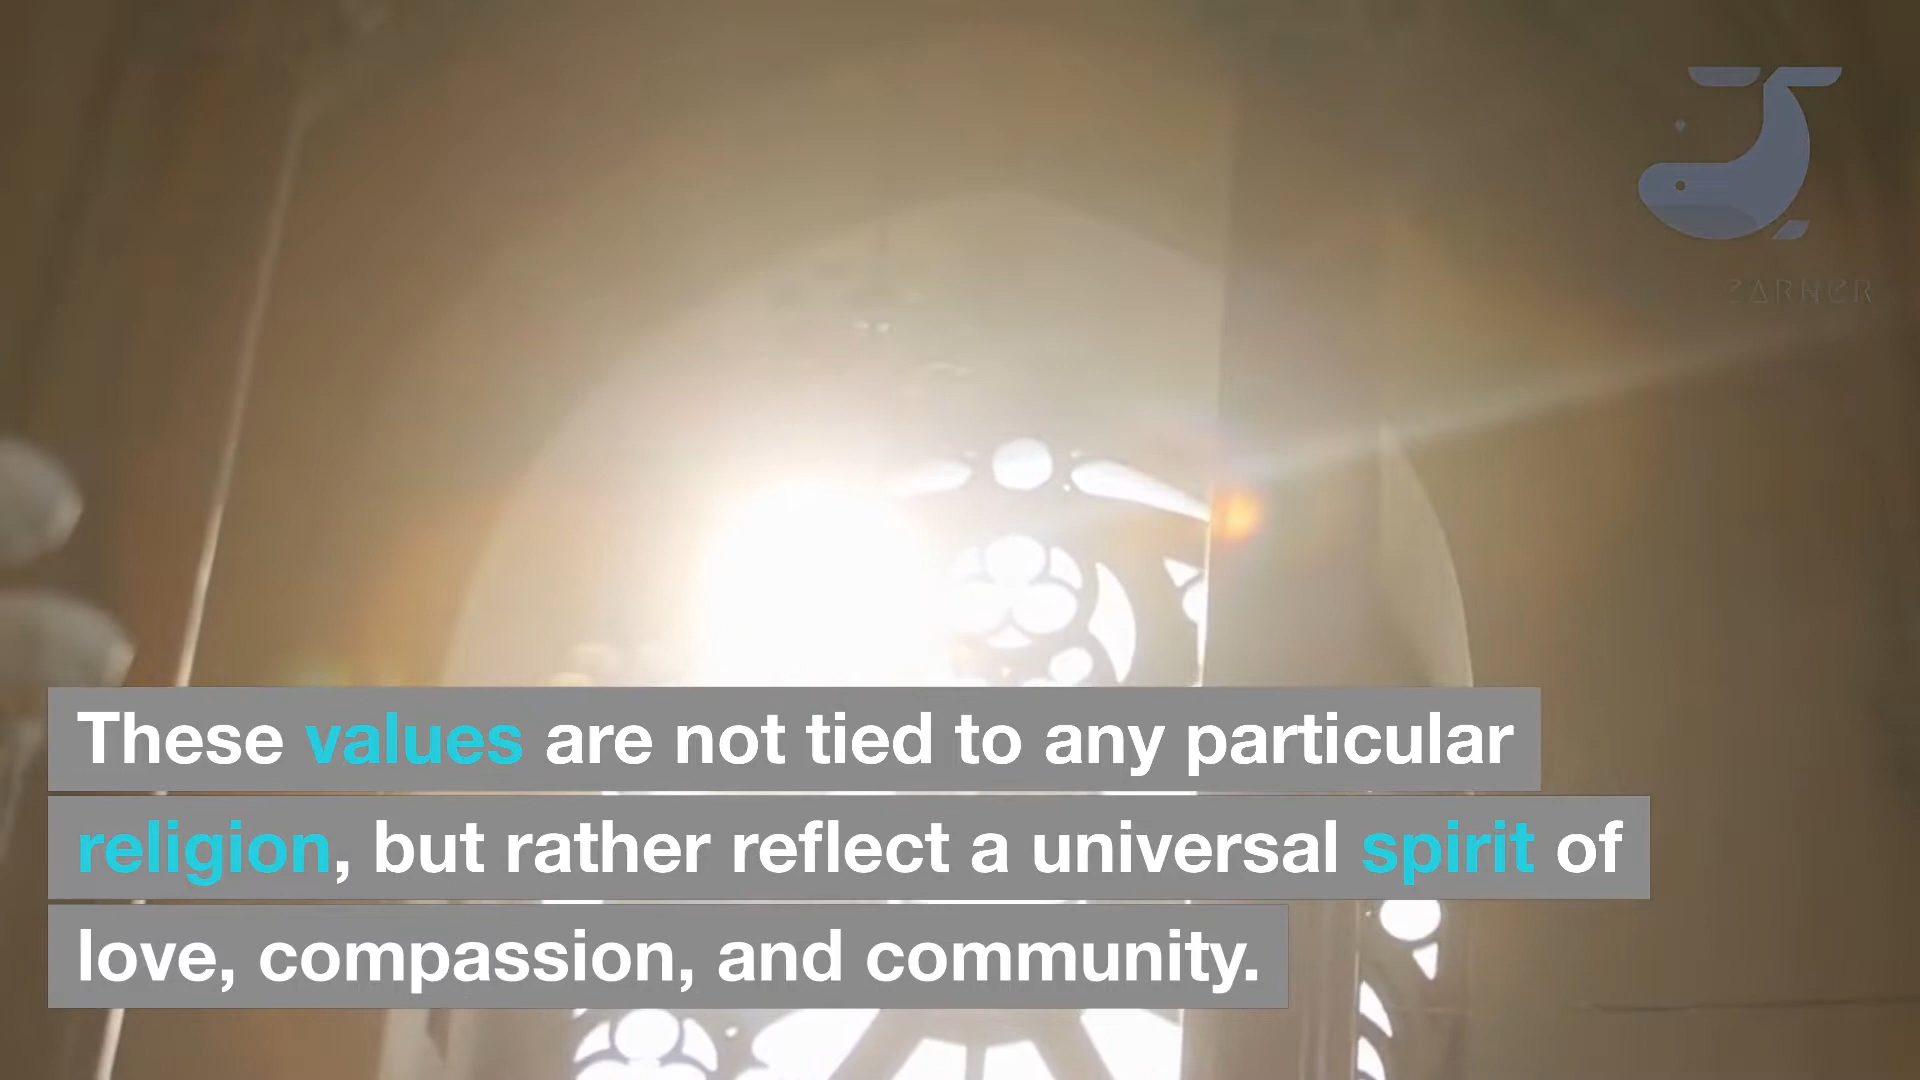 These values are not tied to any particular
religion, but rather reflect a universal spirit of
love, compassion, and community.